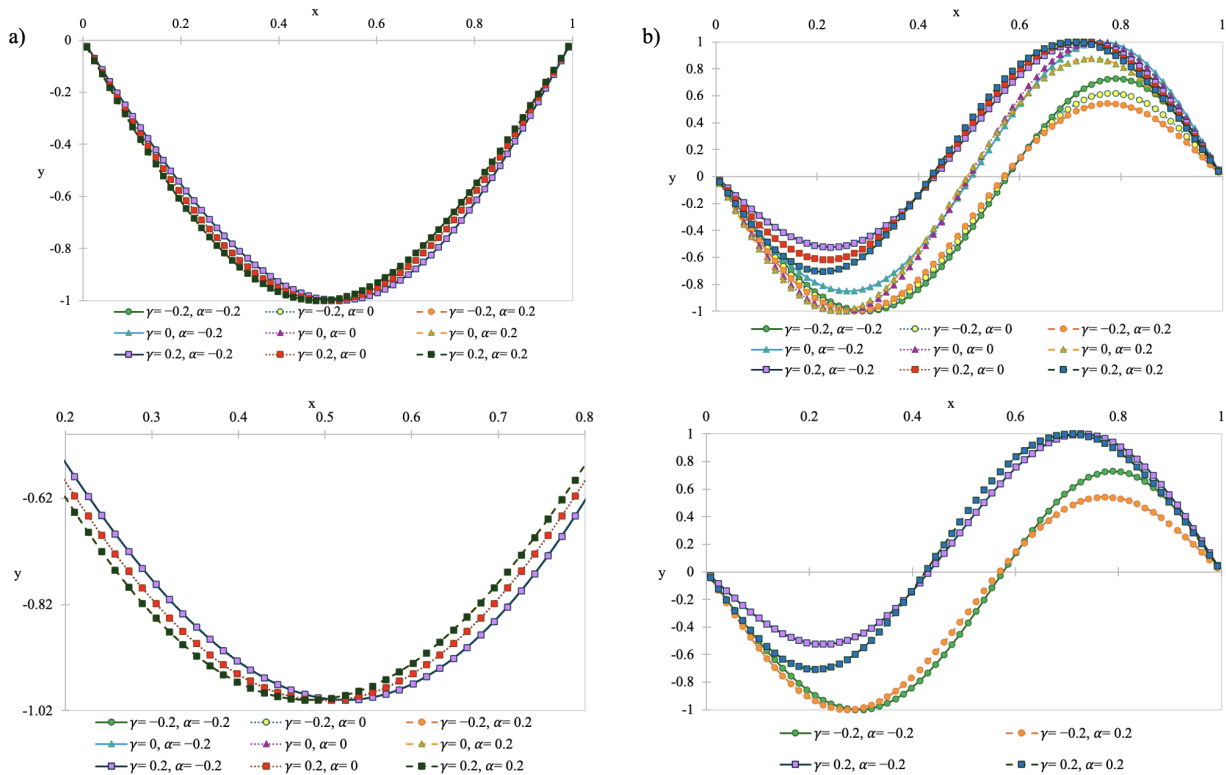 a)
x
0 0.2 0.4 0.6 0.8 1
0
-0.2
-0.4
y
-0.6
-0.8
-1
γ= −0.2, α= −0.2 γ= −0.2, α= 0 γ= −0.2, α= 0.2
γ= 0, α= −0.2 γ= 0, α= 0 γ= 0, α= 0.2
γ= 0.2, α= −0.2 γ= 0.2, α= 0 γ= 0.2, α= 0.2
b)
x
0 0.2 0.4 0.6 0.8 1
1
0.8
0.6
0.4
0.2
y 0
-0.2
-0.4
-0.6
-0.8
-1
γ= −0.2, α= −0.2 γ= −0.2, α= 0 γ= −0.2, α= 0.2
γ= 0, α= −0.2 γ= 0, α= 0 γ= 0, α= 0.2
γ= 0.2, α= −0.2 γ= 0.2, α= 0 γ= 0.2, α= 0.2
x
0.2 0.3 0.4 0.5 0.6 0.7 0.8
-0.62
y
-0.82
-1.02
γ= −0.2, α= −0.2 γ= −0.2, α= 0 γ= −0.2, α= 0.2
γ= 0, α= −0.2 γ= 0, α= 0 γ= 0, α= 0.2
γ= 0.2, α= −0.2 γ= 0.2, α= 0 γ= 0.2, α= 0.2
x
0 0.2 0.4 0.6 0.8 1
1
0.8
0.6
0.4
0.2
y 0
-0.2
-0.4
-0.6
-0.8
-1
γ= −0.2, α= −0.2 γ= −0.2, α= 0.2
γ= 0.2, α= −0.2 γ= 0.2, α= 0.2